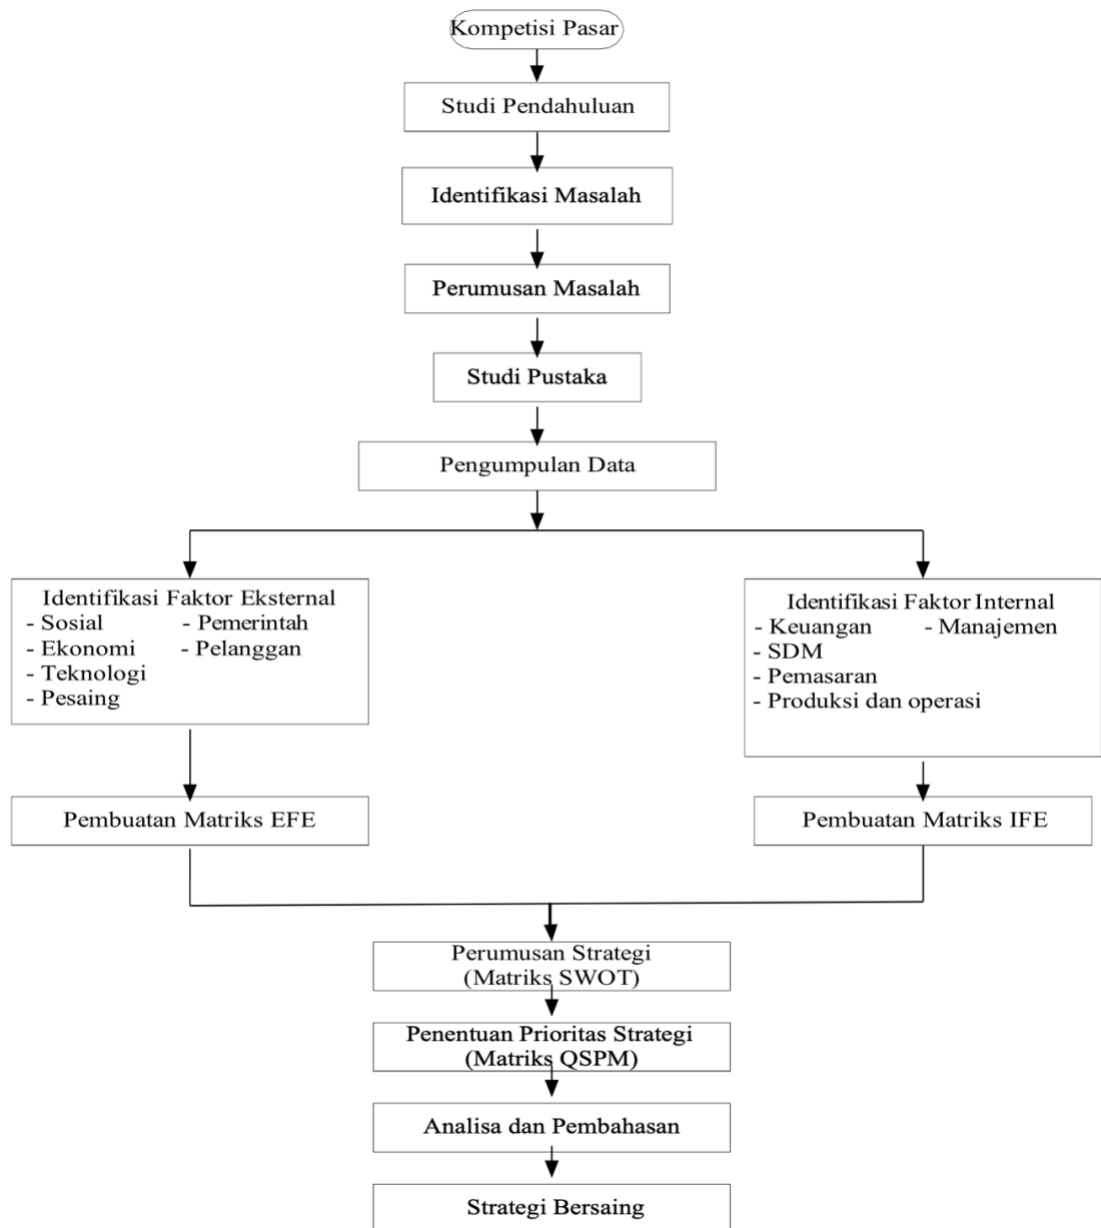 Kompetisi Pasar
Studi Pendahuluan
Identifikasi Masalah
Perumusan Masalah
Studi Pustaka
Pengumpulan Data
Identifikasi Faktor Eksternal
- Sosial - Pemerintah
- Ekonomi - Pelanggan
- Teknologi
- Pesaing
Identifikasi Faktor Internal
- Keuangan - Manajemen
- SDM
- Pemasaran
- Produksi dan operasi
Pembuatan Matriks EFE
Pembuatan Matriks IFE
Perumusan Strategi
(Matriks SWOT)
Penentuan Prioritas Strategi
(Matriks QSPM)
Analisa dan Pembahasan
Strategi Bersaing